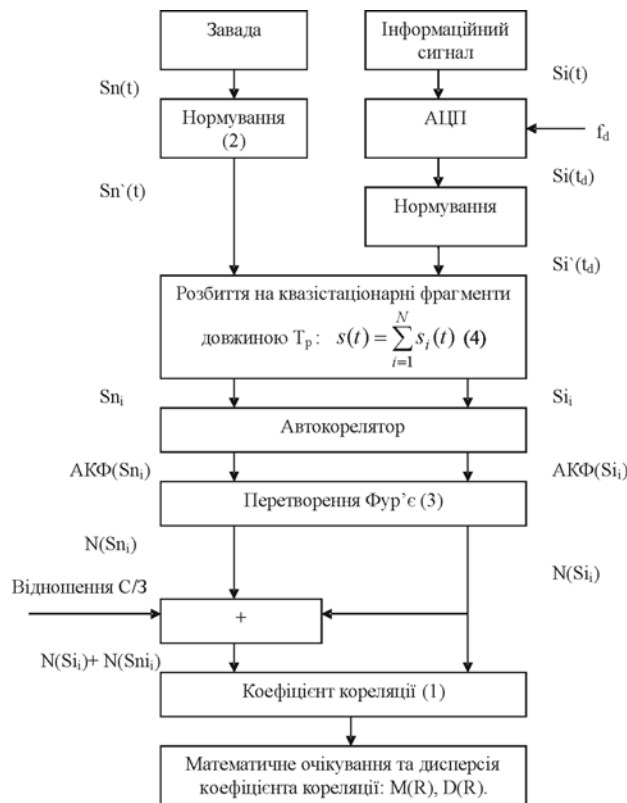 Завада
Інформаційний
сигнал
Sn(t)
Si(t)
Нормування
(2)
АЦП
f_d
Sn`(t)
Si(t_d)
Нормування
Si`(t_d)
Розбиття на квазістаціонарні фрагменти
довжиною T_p : s(t) = \sum_{i=1}^{N} s_i(t) (4)
Sn_i
Si_i
Автокорелятор
АКФ(Sn_i)
АКФ(Si_i)
Перетворення Фур’є (3)
N(Sn_i)
N(Si_i)
Відношення С/З
+
N(Si_i)+ N(Sni_i)
Коефіцієнт кореляції (1)
Математичне очікування та дисперсія
коефіцієнта кореляції: M(R), D(R).